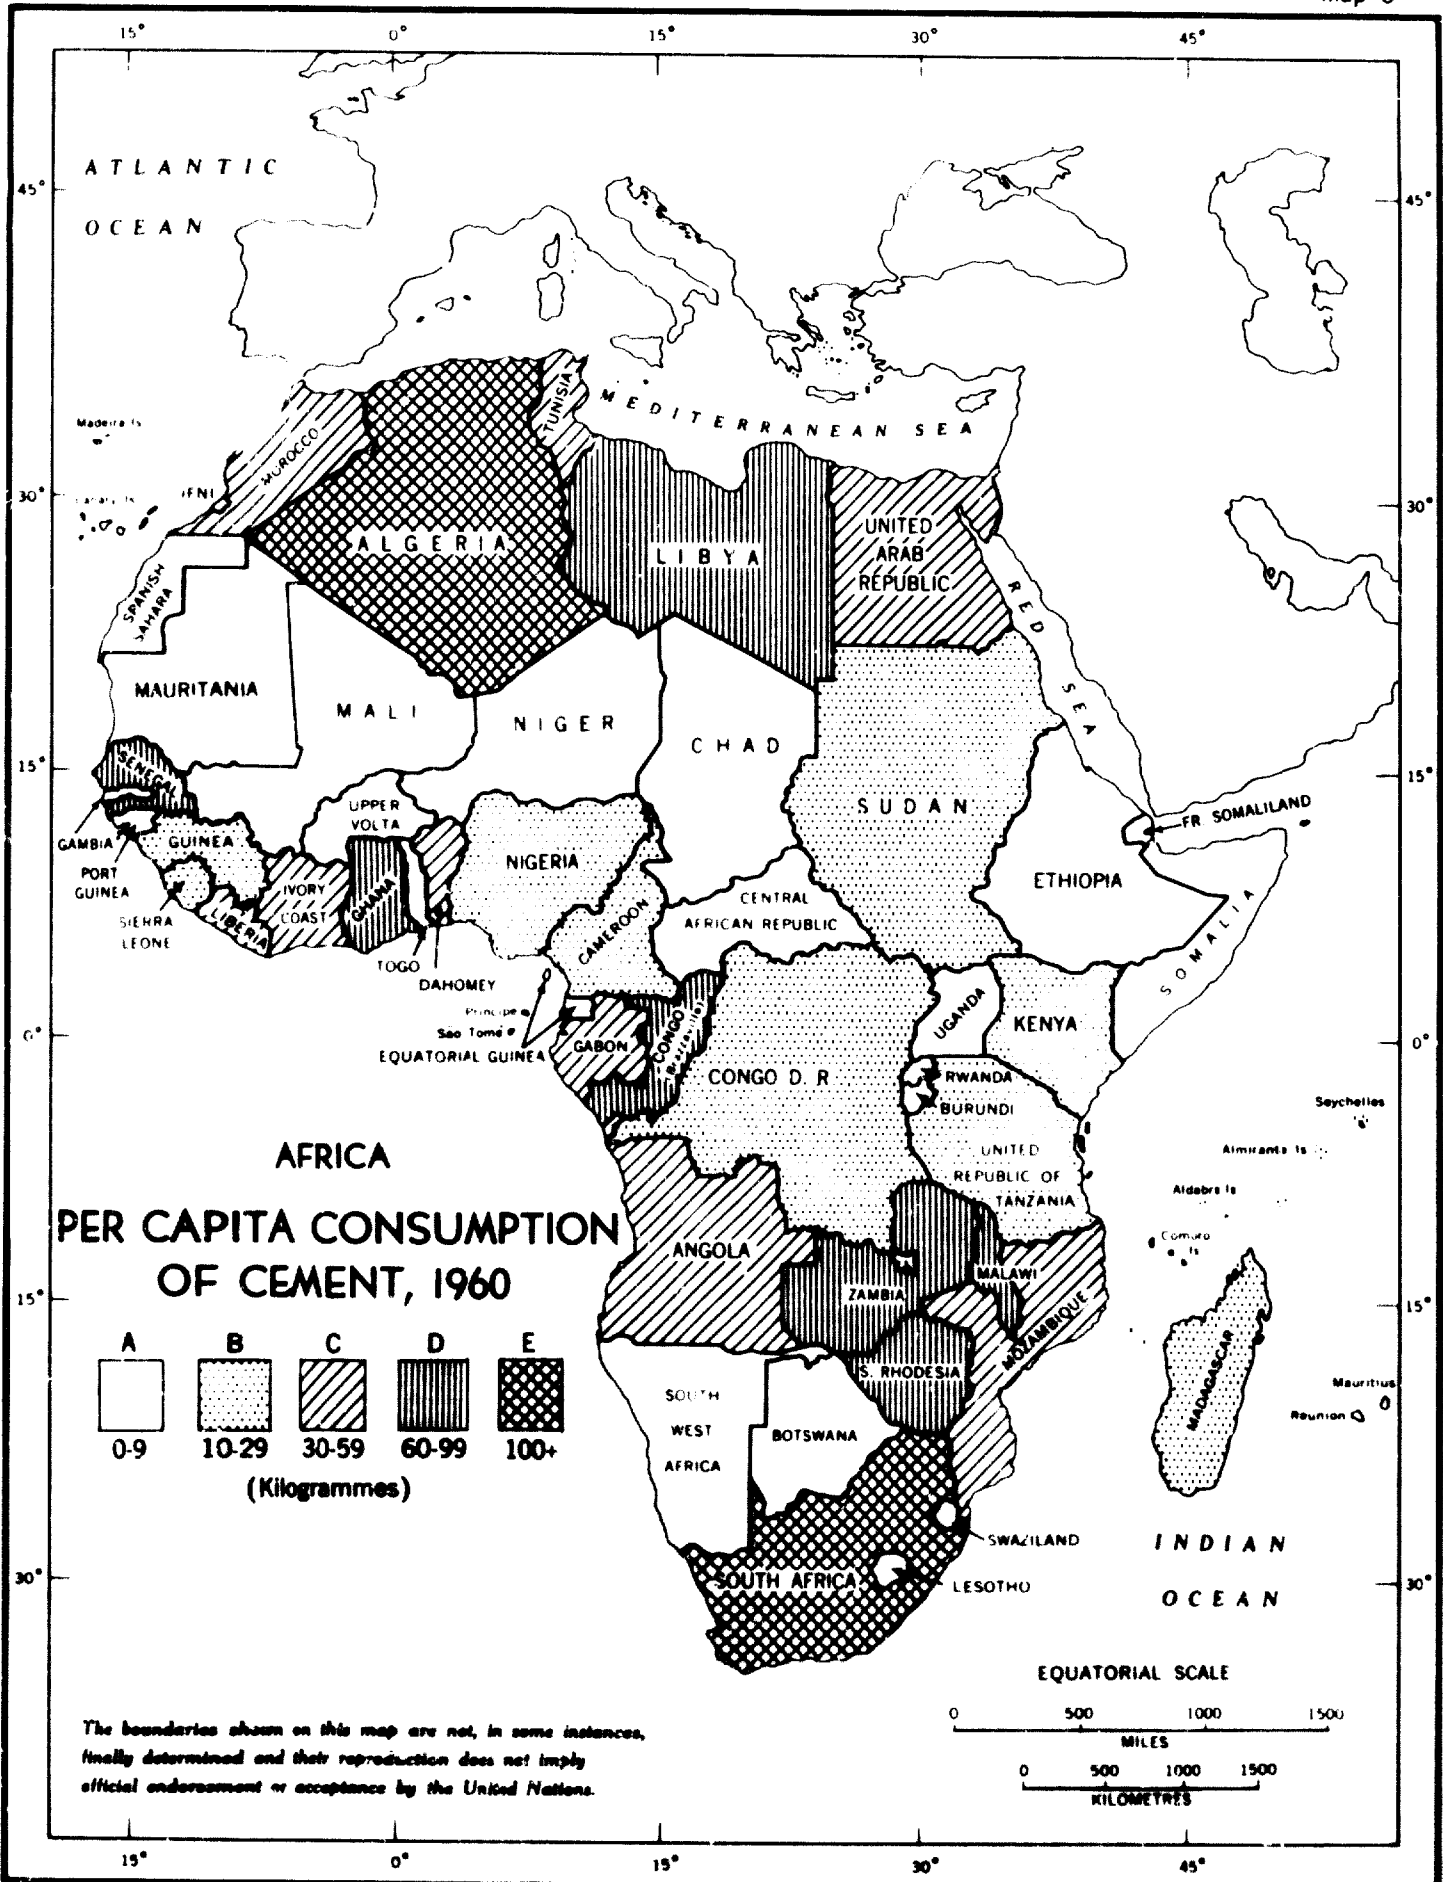 15°
0°
15°
30°
45°
ATLANTIC
OCEAN
45°
45°
MEDITERRANEAN SEA
TUNISIA
Madeira Is
MOROCCO
IFNI
30°
30°
ALGERIA
LIBYA
UNITED
ARAB
REPUBLIC
SPANISH
SAHARA
RED SEA
MAURITANIA
MALI
NIGER
CHAD
15°
15°
SENEGAL
SUDAN
UPPER
VOLTA
FR SOMALILAND
GAMBIA
GUINEA
NIGERIA
PORT
GUINEA
IVORY
COAST
GHANA
ETHIOPIA
CENTRAL
AFRICAN REPUBLIC
SIERRA
LEONE
LIBERIA
CAMEROON
SOMALIA
TOGO
DAHOMEY
Principe
Sao Tome
EQUATORIAL GUINEA
GABON
CONGO
UGANDA
KENYA
0°
CONGO D. R
RWANDA
BURUNDI
Seychelles
UNITED
REPUBLIC OF
TANZANIA
Almirante Is
Aldabra Is
Comoro
Is
AFRICA
PER CAPITA CONSUMPTION
OF CEMENT, 1960
ANGOLA
ZAMBIA
MALAWI
MOZAMBIQUE
15°
15°
A B C D E
0-9 10-29 30-59 60-99 100+
(Kilogrammes)
S. RHODESIA
MADAGASCAR
Mauritius
Reunion
SOUTH
WEST
AFRICA
BOTSWANA
SWAZILAND
LESOTHO
SOUTH AFRICA
INDIAN
OCEAN
30°
30°
EQUATORIAL SCALE
0 500 1000 1500
MILES
0 500 1000 1500
KILOMETRES
The boundaries shown on this map are not, in some instances,
finally determined and their reproduction does not imply
official endorsement or acceptance by the United Nations.
15°
0°
15°
30°
45°